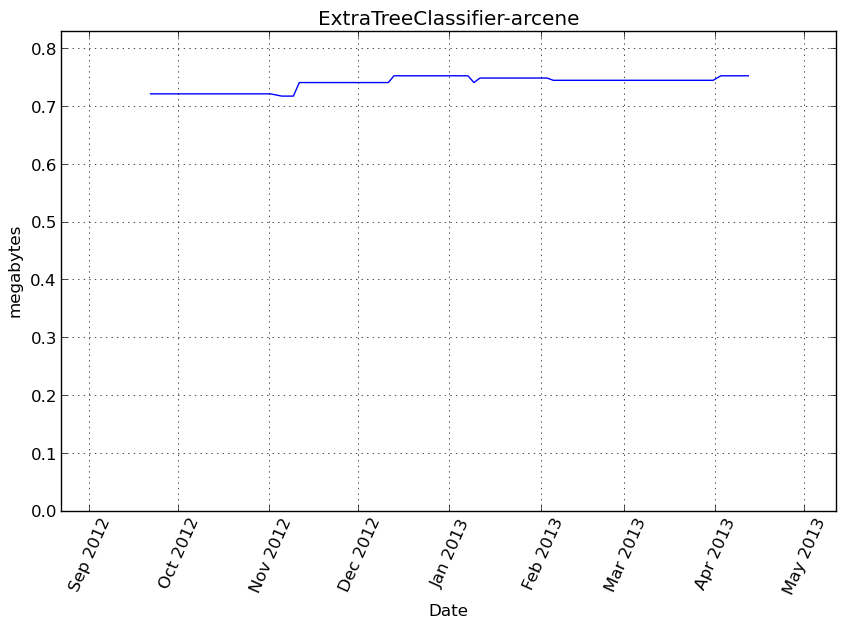 ExtraTreeClassifier-arcene
0.8
0.7
0.6
0.5
0.4
0.3
0.2
0.1
0.0
megabytes
Sep 2012
Oct 2012
Nov 2012
Dec 2012
Jan 2013
Feb 2013
Mar 2013
Apr 2013
May 2013
Date